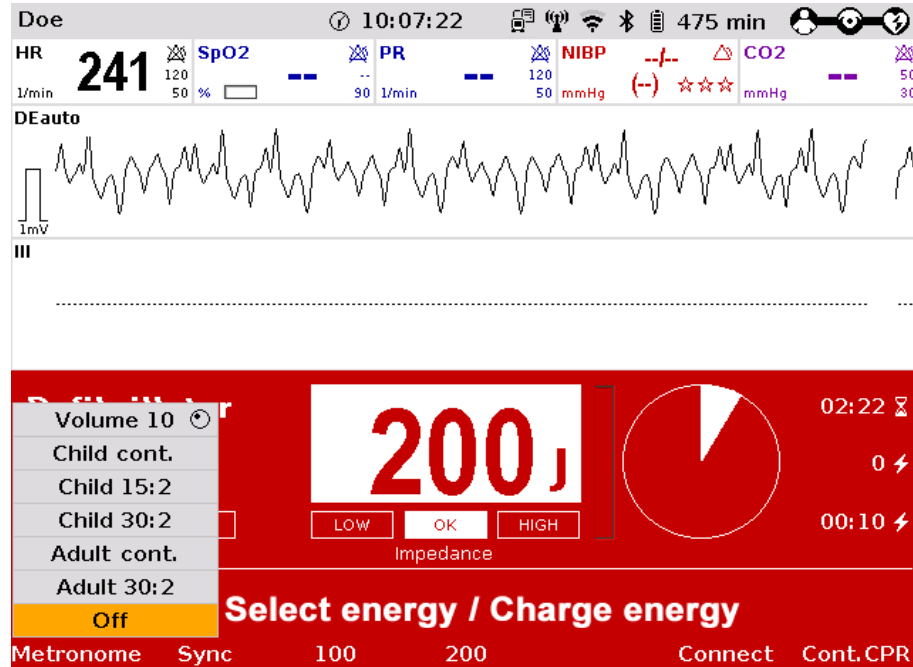 Doe 10:07:22 475 min
HR 241 120 50 1/min
SpO2 -- -- 90 %
PR -- 120 50 1/min
NIBP --/-- (--) mmHg
CO2 -- mmHg
DEauto
1mV
III
200 J
LOW OK HIGH
Impedance
02:22
0
00:10
Volume 10
Child cont.
Child 15:2
Child 30:2
Adult cont.
Adult 30:2
Off
Select energy / Charge energy
Metronome Sync 100 200 Connect Cont.CPR